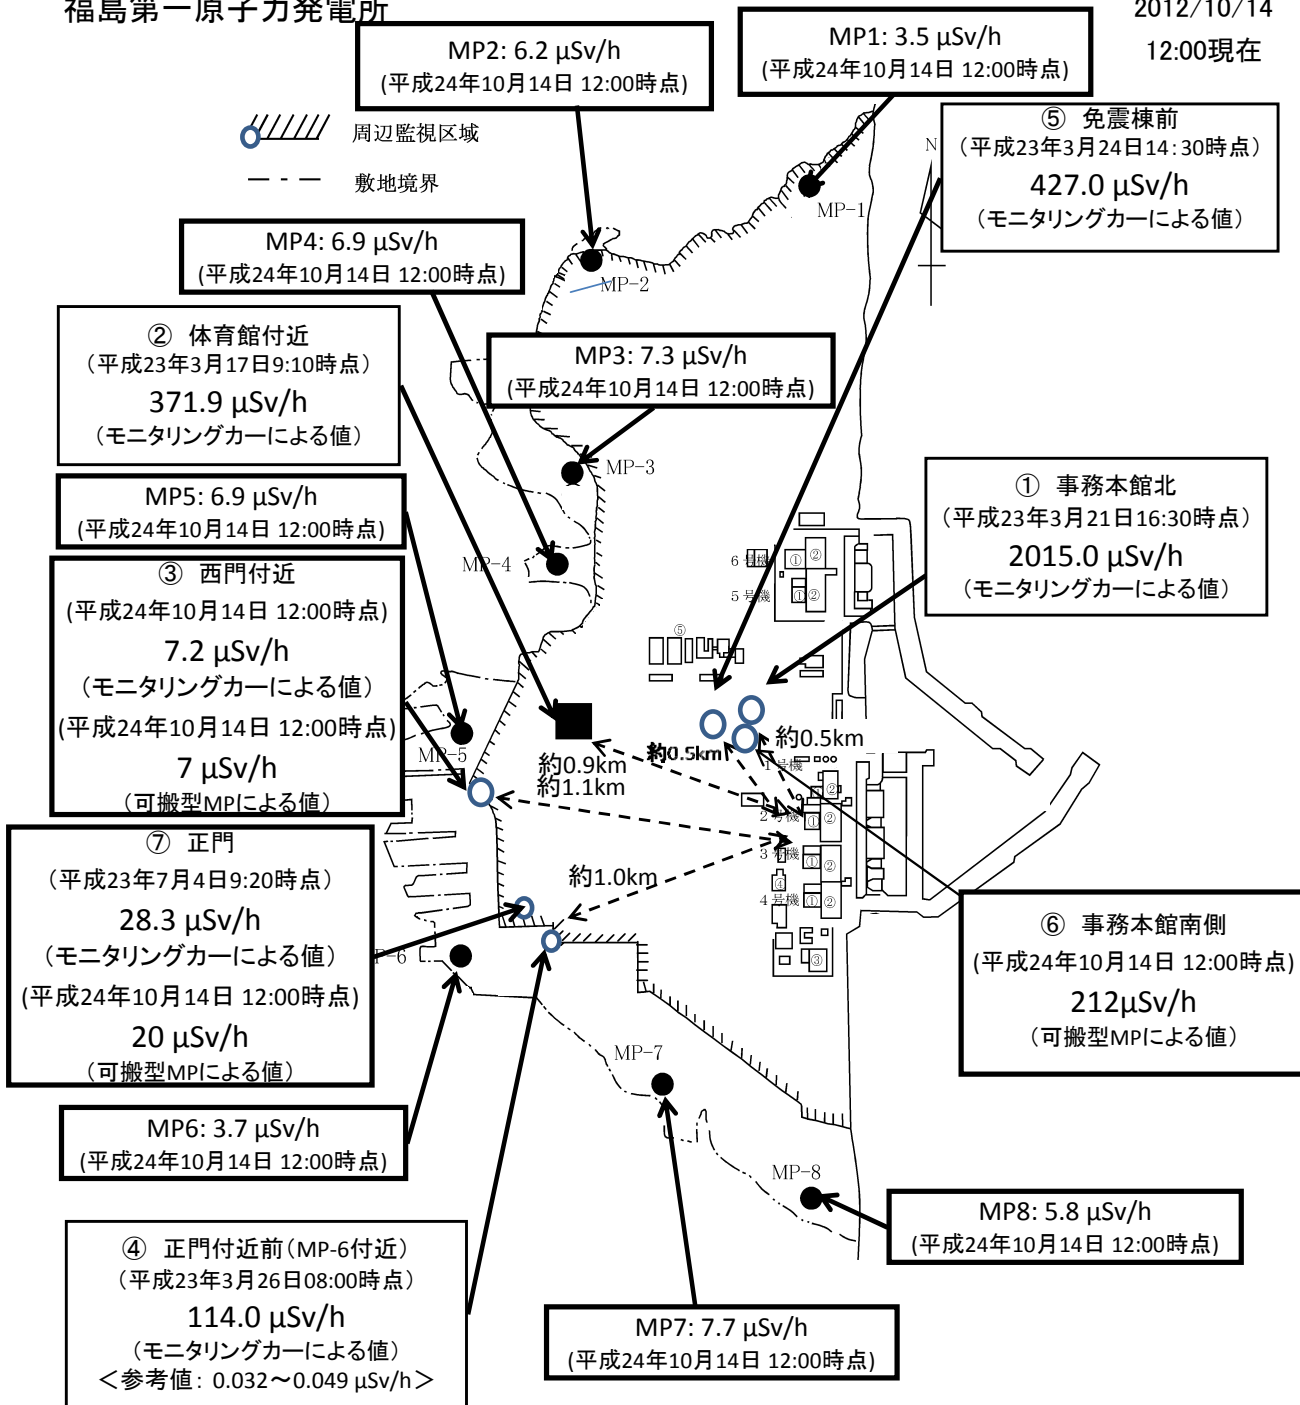 福島第一原子力発電所
2012/10/14
12:00現在
MP2: 6.2 μSv/h
(平成24年10月14日 12:00時点)
MP1: 3.5 μSv/h
(平成24年10月14日 12:00時点)
周辺監視区域
敷地境界
⑤ 免震棟前
(平成23年3月24日14:30時点)
427.0 μSv/h
(モニタリングカーによる値)
N
MP-1
MP4: 6.9 μSv/h
(平成24年10月14日 12:00時点)
MP-2
② 体育館付近
(平成23年3月17日9:10時点)
371.9 μSv/h
(モニタリングカーによる値)
MP3: 7.3 μSv/h
(平成24年10月14日 12:00時点)
MP-3
MP5: 6.9 μSv/h
(平成24年10月14日 12:00時点)
① 事務本館北
(平成23年3月21日16:30時点)
2015.0 μSv/h
(モニタリングカーによる値)
MP-4
6号機
① ②
5号機
① ②
③ 西門付近
(平成24年10月14日 12:00時点)
7.2 μSv/h
(モニタリングカーによる値)
(平成24年10月14日 12:00時点)
7 μSv/h
(可搬型MPによる値)
⑤
MP-5
約0.9km
約1.1km
約0.5km
約0.5km
1号機
②
2号機
① ②
3号機
① ②
④
4号機
① ②
③
約1.0km
⑦ 正門
(平成23年7月4日9:20時点)
28.3 μSv/h
(モニタリングカーによる値)
(平成24年10月14日 12:00時点)
20 μSv/h
(可搬型MPによる値)
P-6
⑥ 事務本館南側
(平成24年10月14日 12:00時点)
212μSv/h
(可搬型MPによる値)
MP-7
MP6: 3.7 μSv/h
(平成24年10月14日 12:00時点)
MP-8
MP8: 5.8 μSv/h
(平成24年10月14日 12:00時点)
④ 正門付近前(MP-6付近)
(平成23年3月26日08:00時点)
114.0 μSv/h
(モニタリングカーによる値)
<参考値: 0.032～0.049 μSv/h>
MP7: 7.7 μSv/h
(平成24年10月14日 12:00時点)